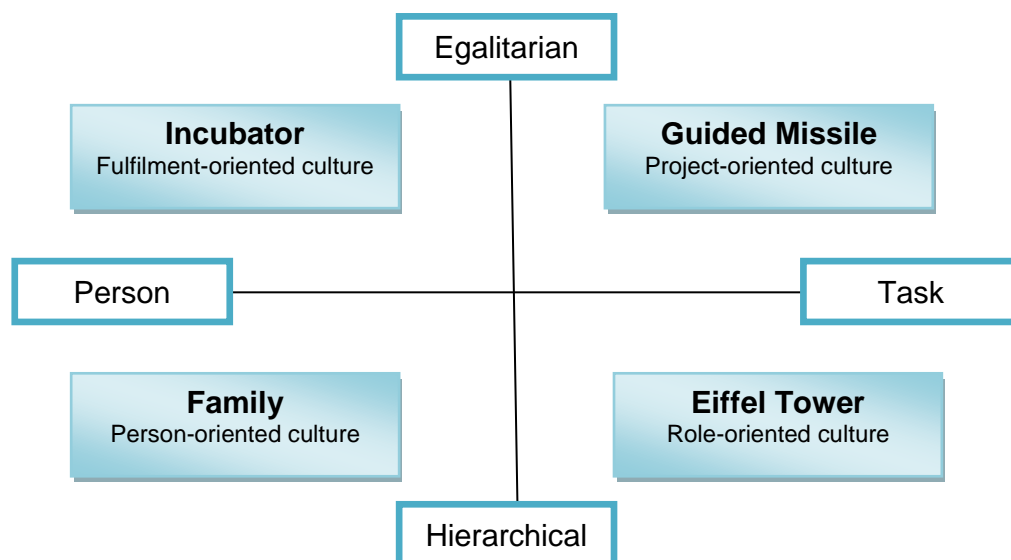 Egalitarian
Incubator
Fulfilment-oriented culture
Guided Missile
Project-oriented culture
Person
Task
Family
Person-oriented culture
Eiffel Tower
Role-oriented culture
Hierarchical